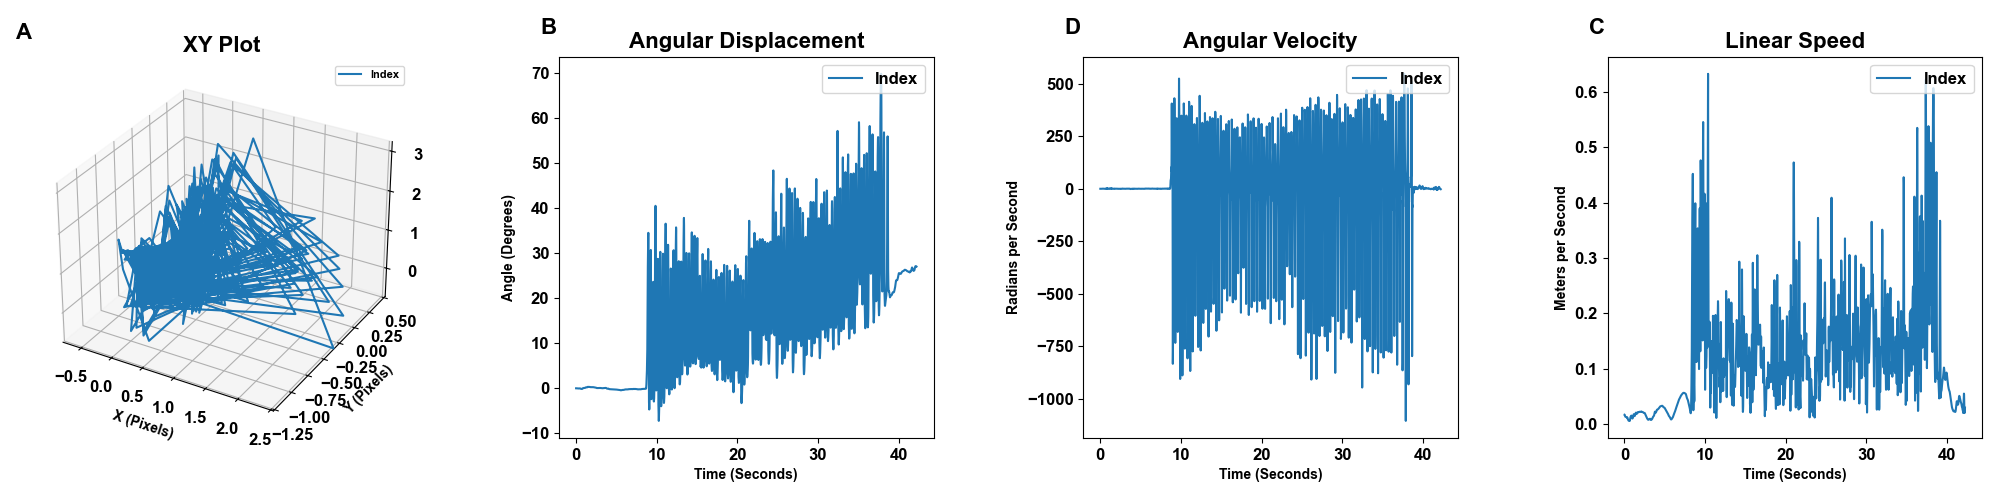 A
XY Plot
Index
3
2
1
0
−0.5
0.0
0.5
1.0
1.5
2.0
2.5
X (Pixels)
0.50
0.25
0.00
−0.25
−0.50
−0.75
−1.00
−1.25
Y (Pixels)
B
Angular Displacement
Index
70
60
50
40
30
20
10
0
−10
Angle (Degrees)
0
10
20
30
40
Time (Seconds)
D
Angular Velocity
Index
500
250
0
−250
−500
−750
−1000
Radians per Second
0
10
20
30
40
Time (Seconds)
C
Linear Speed
Index
0.6
0.5
0.4
0.3
0.2
0.1
0.0
Meters per Second
0
10
20
30
40
Time (Seconds)